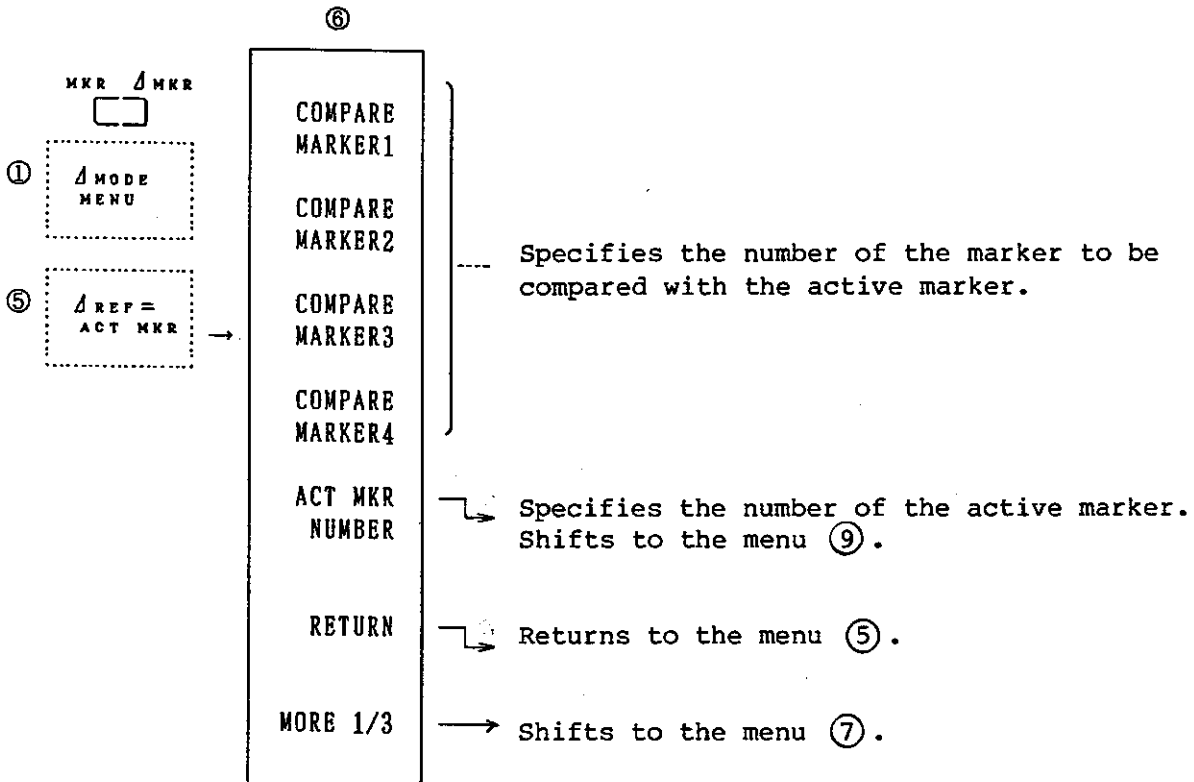 ⑥
MKR ΔMKR
① ΔMODE
MENU
⑤ ΔREF=
ACT MKR →
COMPARE
MARKER1
COMPARE
MARKER2
COMPARE
MARKER3
COMPARE
MARKER4
Specifies the number of the marker to be
compared with the active marker.
ACT MKR
NUMBER
Specifies the number of the active marker.
Shifts to the menu ⑨.
RETURN
Returns to the menu ⑤.
MORE 1/3
Shifts to the menu ⑦.